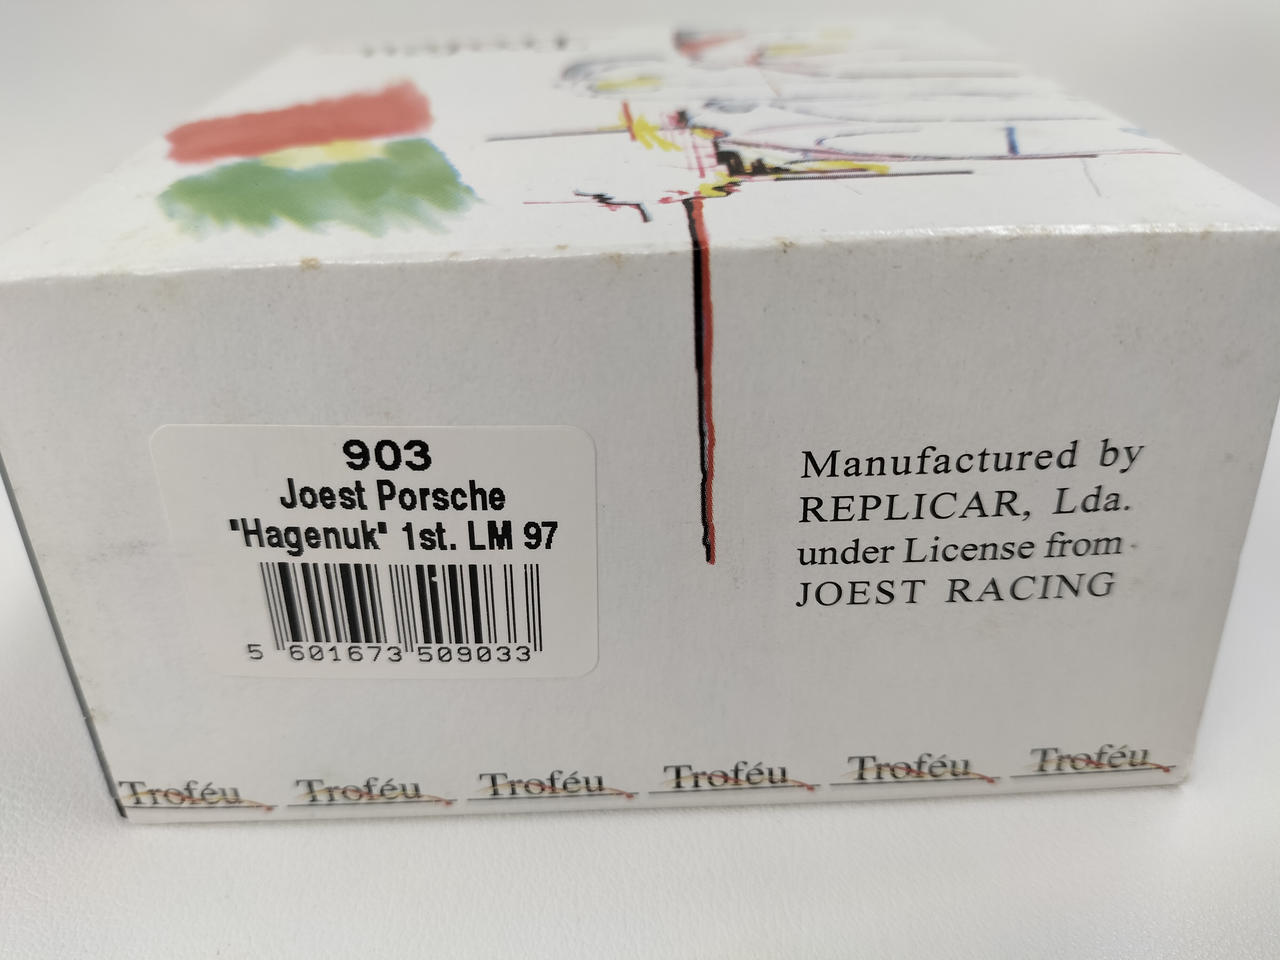 903
Joest Porsche
"Hagenuk" 1st. LM 97
5 601673 509033
Manufactured by
REPLICAR, Lda.
under License from
JOEST RACING
Troféu Troféu Troféu Troféu Troféu Troféu